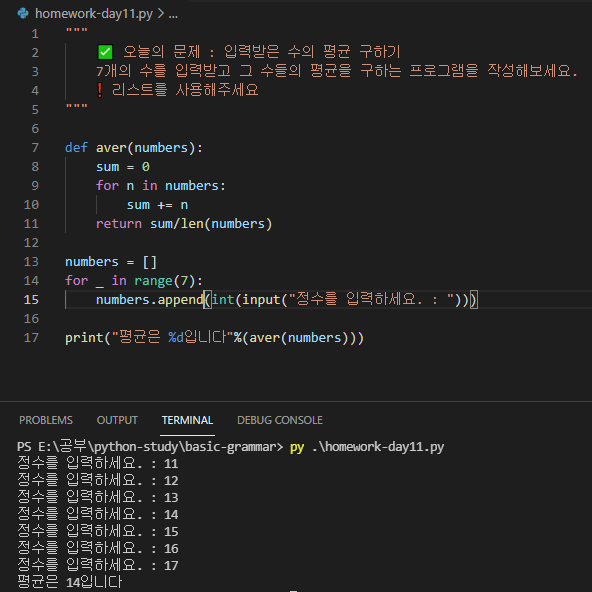 homework-day11.py > ...
1 """
2 ✅ 오늘의 문제 : 입력받은 수의 평균 구하기
3 7개의 수를 입력받고 그 수들의 평균을 구하는 프로그램을 작성해보세요.
4 ❗ 리스트를 사용해주세요
5 """
6
7 def aver(numbers):
8 sum = 0
9 for n in numbers:
10 sum += n
11 return sum/len(numbers)
12
13 numbers = []
14 for _ in range(7):
15 numbers.append(int(input("정수를 입력하세요. : ")))
16
17 print("평균은 %d입니다"%(aver(numbers)))
PROBLEMS OUTPUT TERMINAL DEBUG CONSOLE
PS E:\공부\python-study\basic-grammar> py .\homework-day11.py
정수를 입력하세요. : 11
정수를 입력하세요. : 12
정수를 입력하세요. : 13
정수를 입력하세요. : 14
정수를 입력하세요. : 15
정수를 입력하세요. : 16
정수를 입력하세요. : 17
평균은 14입니다